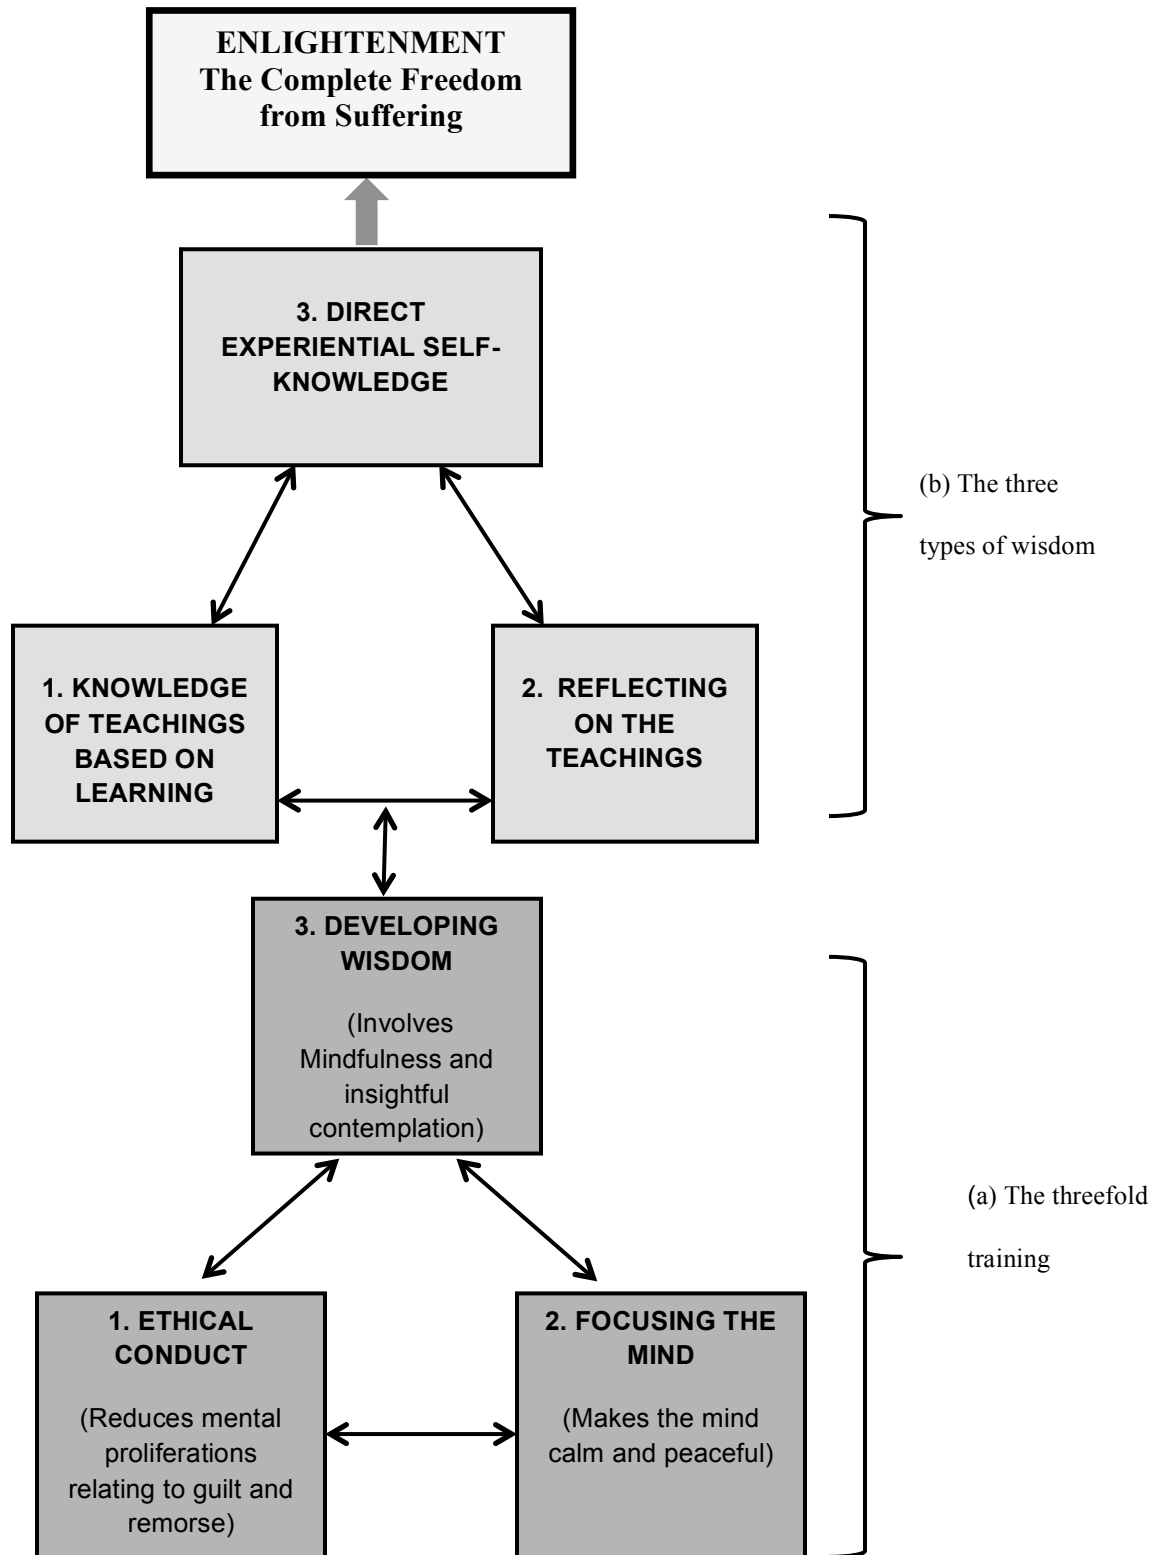 ENLIGHTENMENT
The Complete Freedom
from Suffering
3. DIRECT
EXPERIENTIAL SELF-
KNOWLEDGE
(b) The three
types of wisdom
1. KNOWLEDGE
OF TEACHINGS
BASED ON
LEARNING
2. REFLECTING
ON THE
TEACHINGS
3. DEVELOPING
WISDOM
(Involves
Mindfulness and
insightful
contemplation)
(a) The threefold
training
1. ETHICAL
CONDUCT
(Reduces mental
proliferations
relating to guilt and
remorse)
2. FOCUSING THE
MIND
(Makes the mind
calm and peaceful)